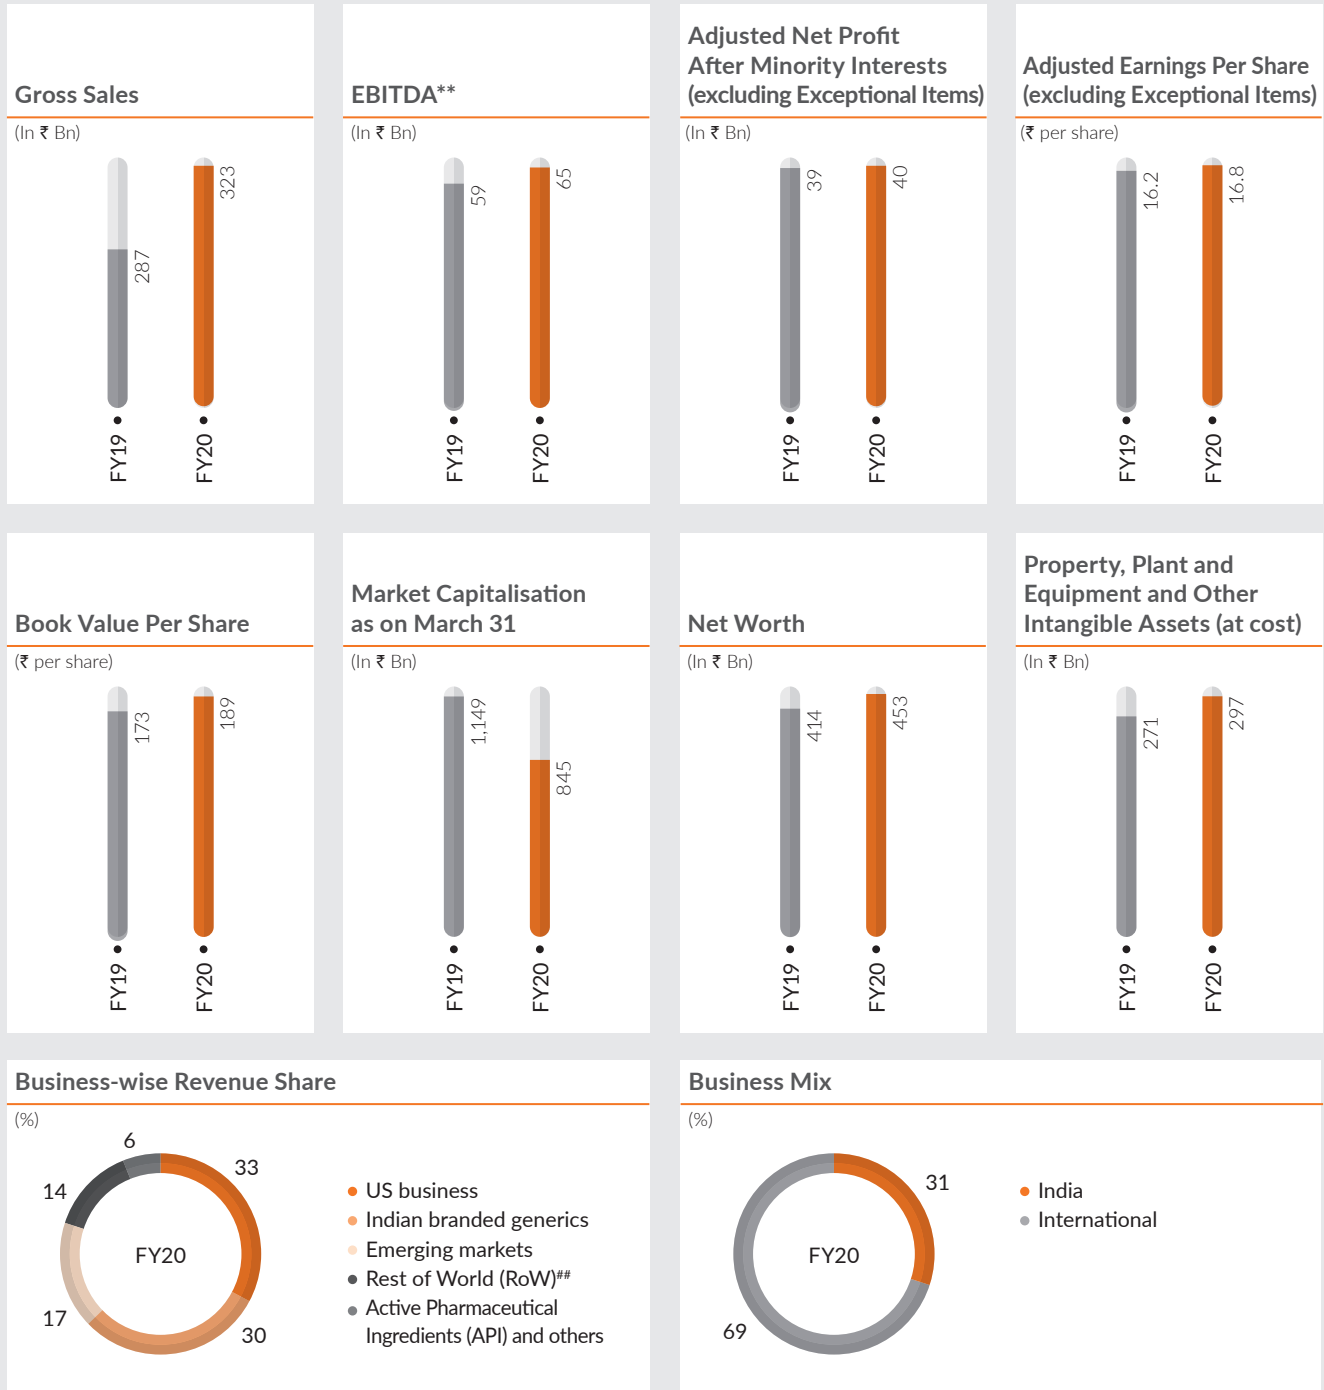 Gross Sales
(In ₹ Bn)
287
323
FY19
FY20
EBITDA**
(In ₹ Bn)
59
65
FY19
FY20
Adjusted Net Profit
After Minority Interests
(excluding Exceptional Items)
(In ₹ Bn)
39
40
FY19
FY20
Adjusted Earnings Per Share
(excluding Exceptional Items)
(₹ per share)
16.2
16.8
FY19
FY20
Book Value Per Share
(₹ per share)
173
189
FY19
FY20
Market Capitalisation
as on March 31
(In ₹ Bn)
1,149
845
FY19
FY20
Net Worth
(In ₹ Bn)
414
453
FY19
FY20
Property, Plant and
Equipment and Other
Intangible Assets (at cost)
(In ₹ Bn)
271
297
FY19
FY20
Business-wise Revenue Share
(%)
6
33
14
FY20
17
30
US business
Indian branded generics
Emerging markets
Rest of World (RoW)##
Active Pharmaceutical
Ingredients (API) and others
Business Mix
(%)
31
FY20
69
India
International